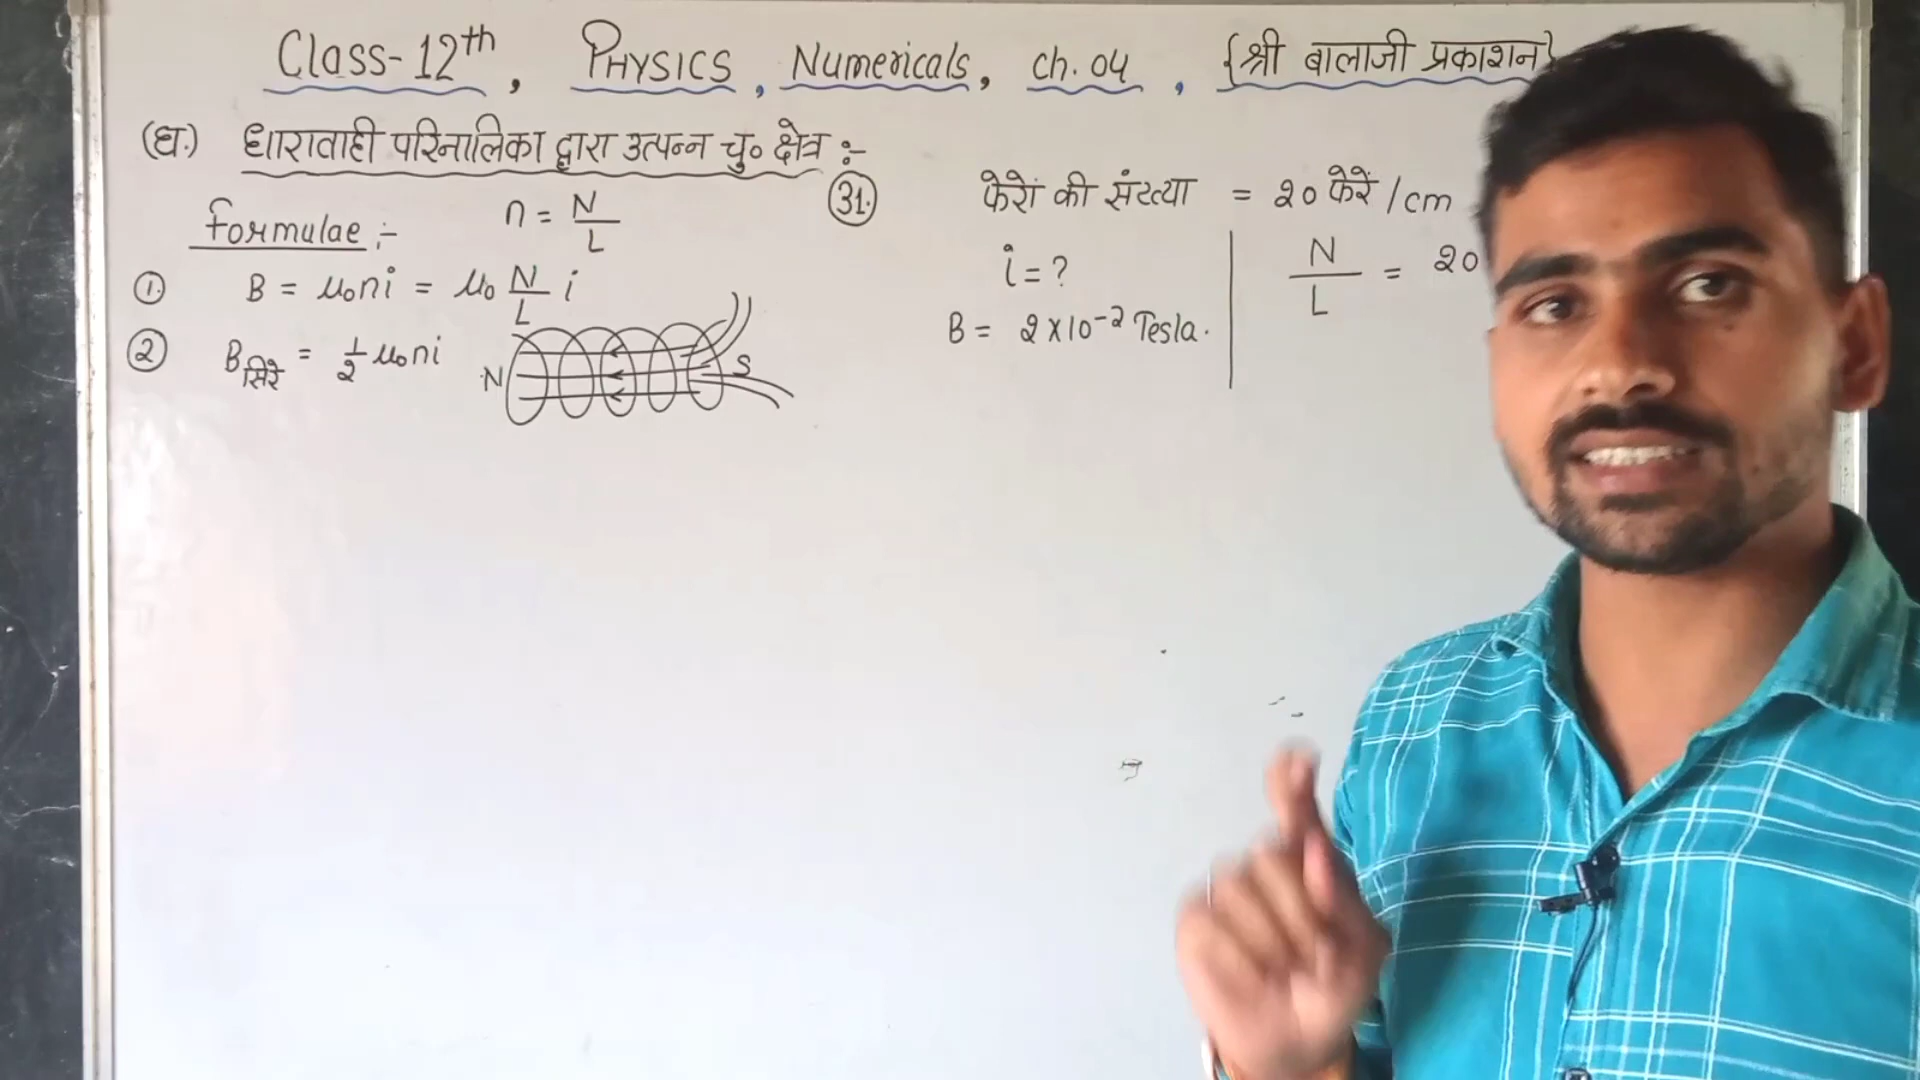 Class-12th, PHYSICS, Numericals, ch. 04, {श्री बालाजी प्रकाशन}
(घ.) धारावाही परिनालिका द्वारा उत्पन्न चु० क्षेत्र :-
Formulae :-
n = N/L
① B = μ₀ni = μ₀ N/L i
② Bसिरे = 1/2 μ₀ni
N
S
31. फेरों की संख्या = 20 फेरें/cm
i = ?
B = 2×10⁻² Tesla.
N/L = 20